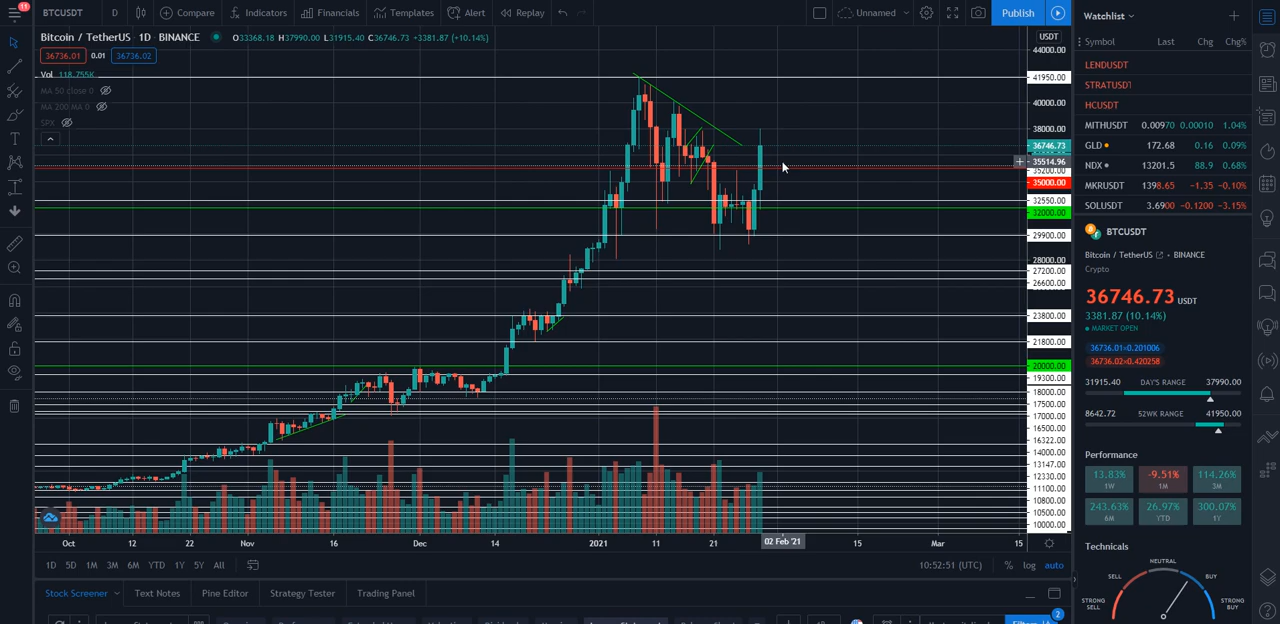 11
BTCUSDT D Compare Indicators Financials Templates Alert Replay Unnamed Publish
Bitcoin / TetherUS · 1D · BINANCE O33368.18 H37990.00 L31915.40 C36746.73 +3381.87 (+10.14%)
36736.01 0.01 36736.02
Vol 118.755K
MA 50 close 0
MA 200 MA 0
SPX
USDT
44000.00
41950.00
40000.00
38000.00
36746.73
35514.96
35200.00
35000.00
32550.00
32000.00
29900.00
28000.00
27200.00
26600.00
23800.00
21800.00
20000.00
19300.00
18000.00
17500.00
17000.00
16500.00
16322.00
14000.00
13147.00
12330.00
11100.00
10800.00
10500.00
10000.00
Oct 12 22 Nov 16 Dec 14 2021 11 21 02 Feb '21 15 Mar 15
1D 5D 1M 3M 6M YTD 1Y 5Y All 10:52:51 (UTC) % log auto
Stock Screener Text Notes Pine Editor Strategy Tester Trading Panel
2
Watchlist
Symbol Last Chg Chg%
LENDUSDT
STRATUSDT
HCUSDT
MITHUSDT 0.00970 0.00010 1.04%
GLD 172.68 0.16 0.09%
NDX 13201.5 88.9 0.68%
MKRUSDT 1398.65 −1.35 −0.10%
SOLUSDT 3.6900 −0.1200 −3.15%
BTCUSDT
Bitcoin / TetherUS · BINANCE
Crypto
36746.73 USDT
3381.87 (10.14%)
MARKET OPEN
36736.01×0.201006
36736.02×0.420258
31915.40 DAY'S RANGE 37990.00
8642.72 52WK RANGE 41950.00
Performance
13.83% -9.51% 114.26%
1W 1M 3M
243.63% 26.97% 300.07%
6M YTD 1Y
Technicals
NEUTRAL
SELL BUY
STRONG SELL STRONG BUY